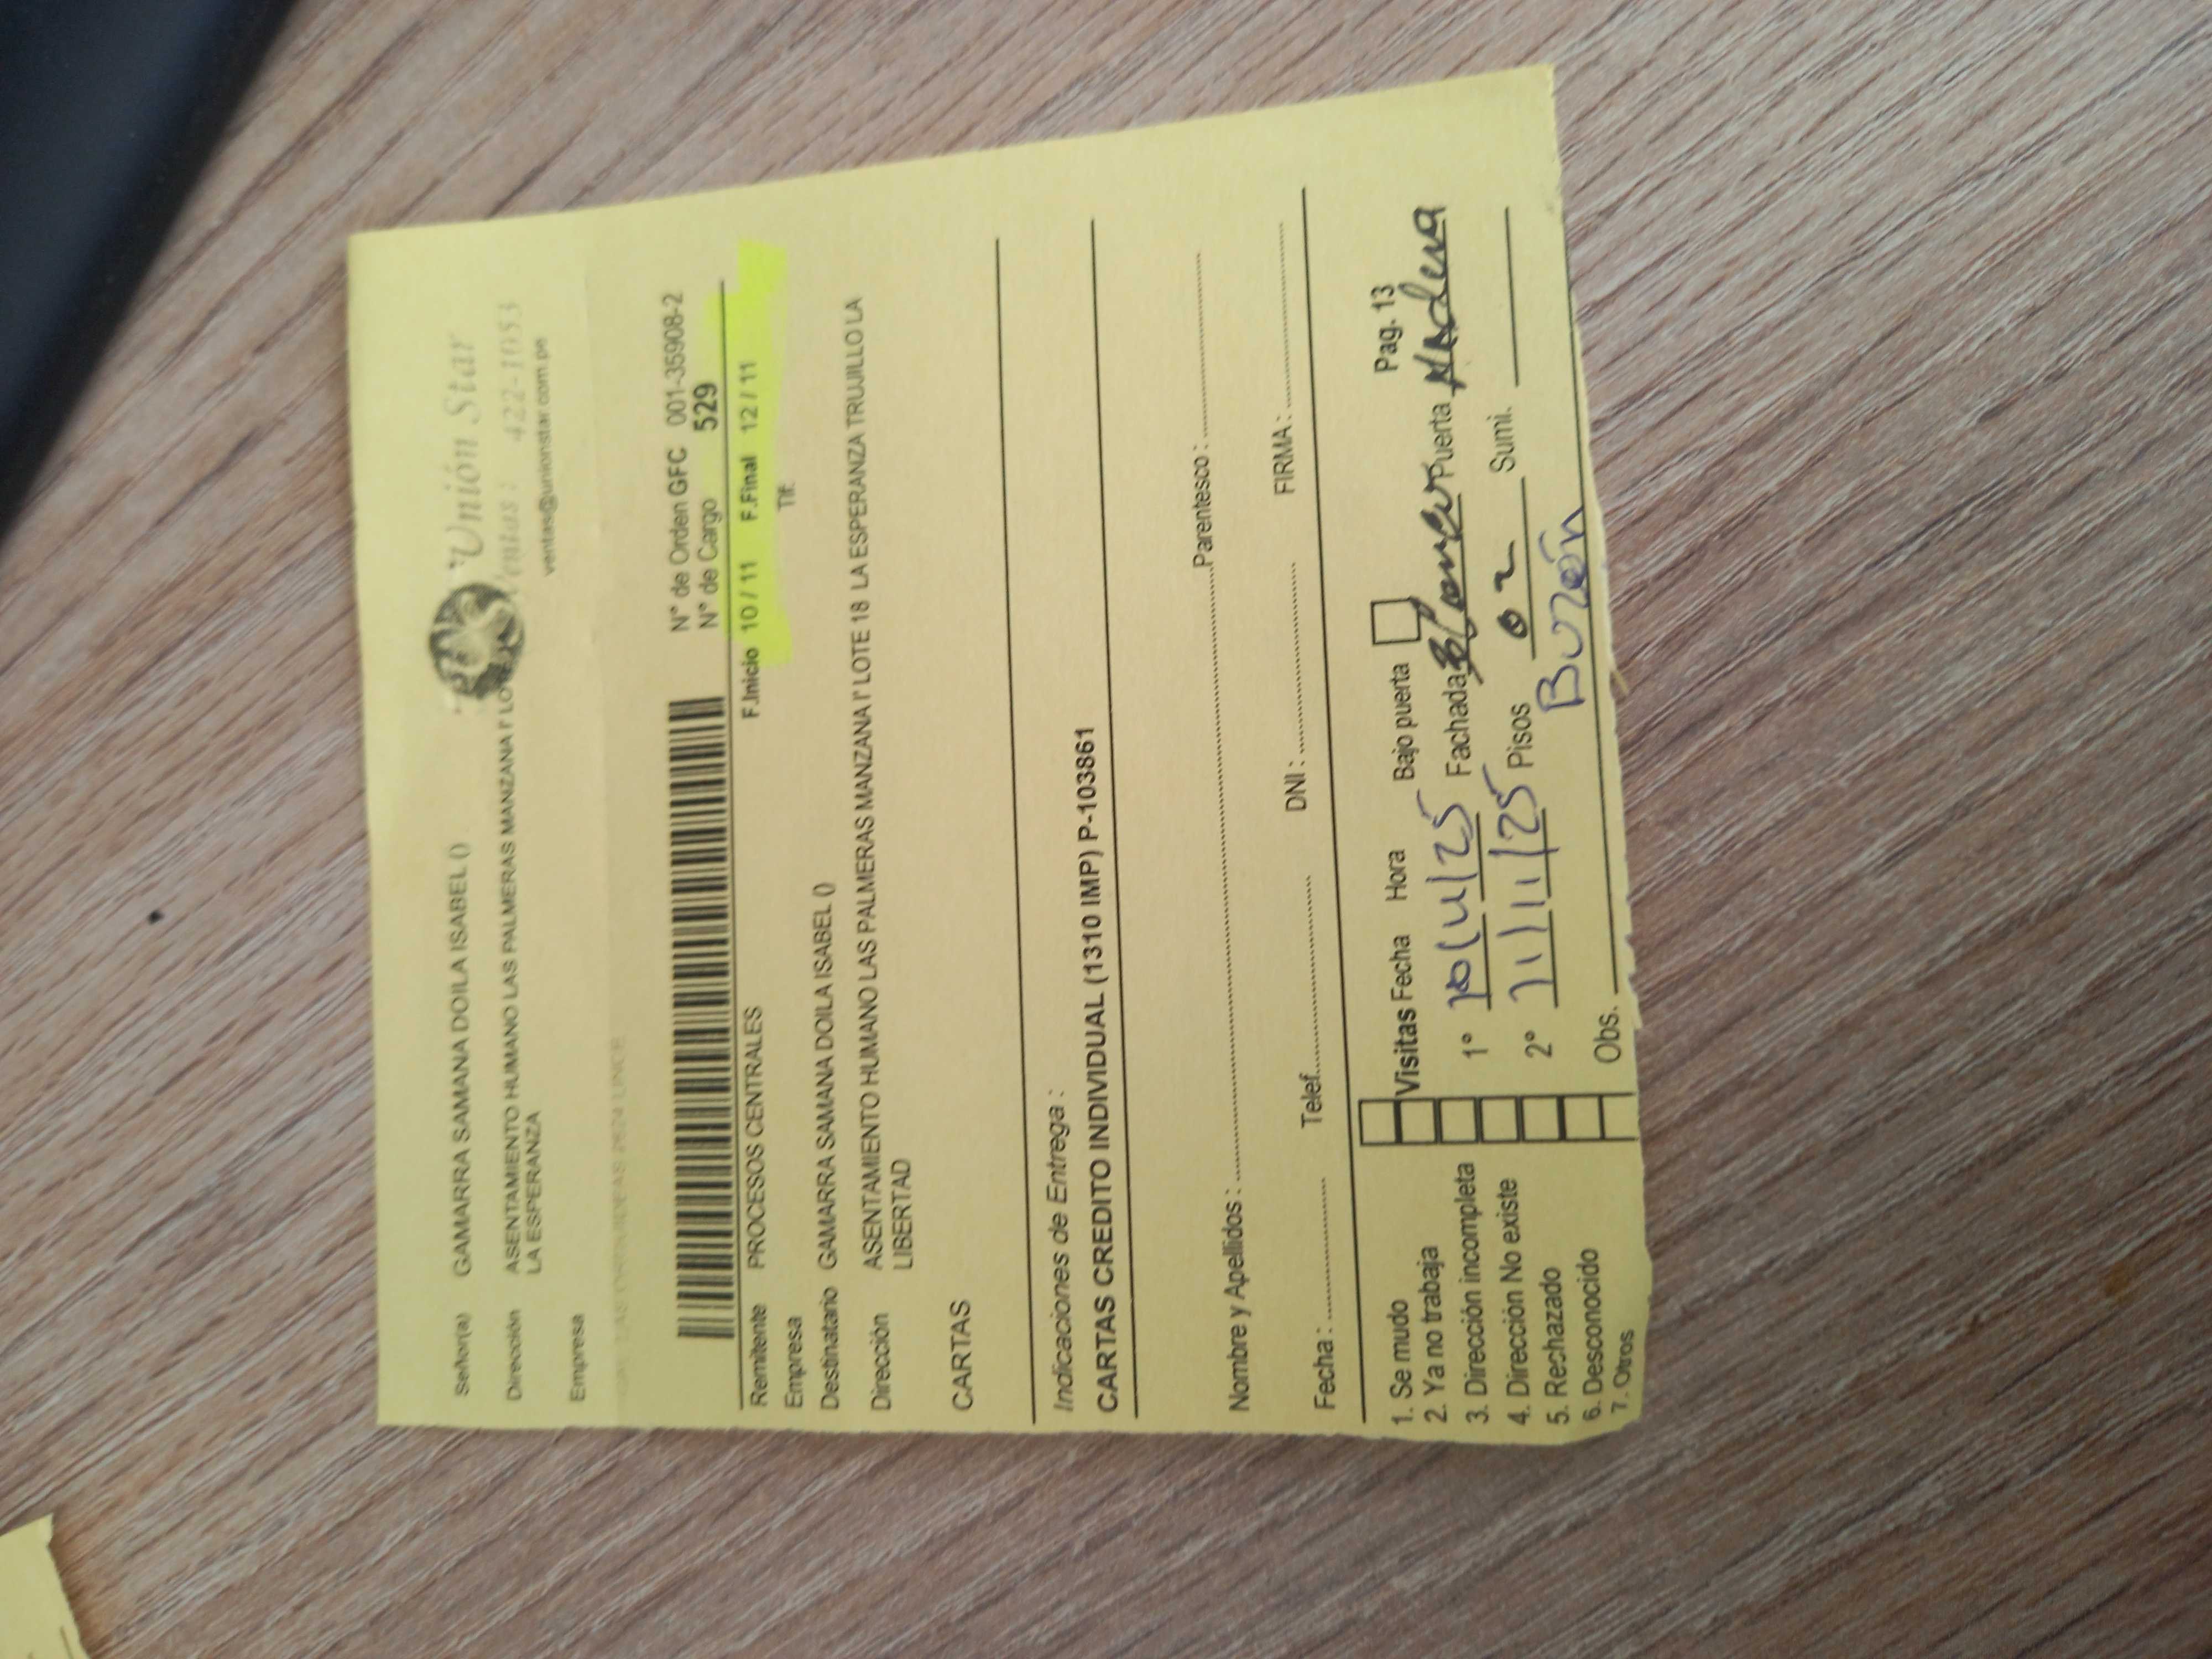 Unión Star
Ventas: 422-1053
ventas@unionstar.com.pe
Señor(a) GAMARRA SAMANA DOILA ISABEL ()
Dirección ASENTAMIENTO HUMANO LAS PALMERAS MANZANA I' LO
LA ESPERANZA
Empresa
N° de Orden GFC 001-35908-2
N° de Cargo 529
F.Inicio 10 / 11 F.Final 12 / 11
Remitente PROCESOS CENTRALES
Empresa Tlf.
Destinatario GAMARRA SAMANA DOILA ISABEL ()
Dirección ASENTAMIENTO HUMANO LAS PALMERAS MANZANA I' LOTE 18 LA ESPERANZA TRUJILLO LA
LIBERTAD
CARTAS
Indicaciones de Entrega :
CARTAS CREDITO INDIVIDUAL (1310 IMP) P-103861
Nombre y Apellidos : Parentesco :
Fecha : Telef. DNI : FIRMA :
1. Se mudo
2. Ya no trabaja
3. Dirección incompleta
4. Dirección No existe
5. Rechazado
6. Desconocido
7. Otros
Visitas Fecha Hora Bajo puerta Pag. 13
1° 10/11/25 Fachada Puerta Madera
2° 11/11/25 Pisos 02 Sumi.
Obs. Buzón